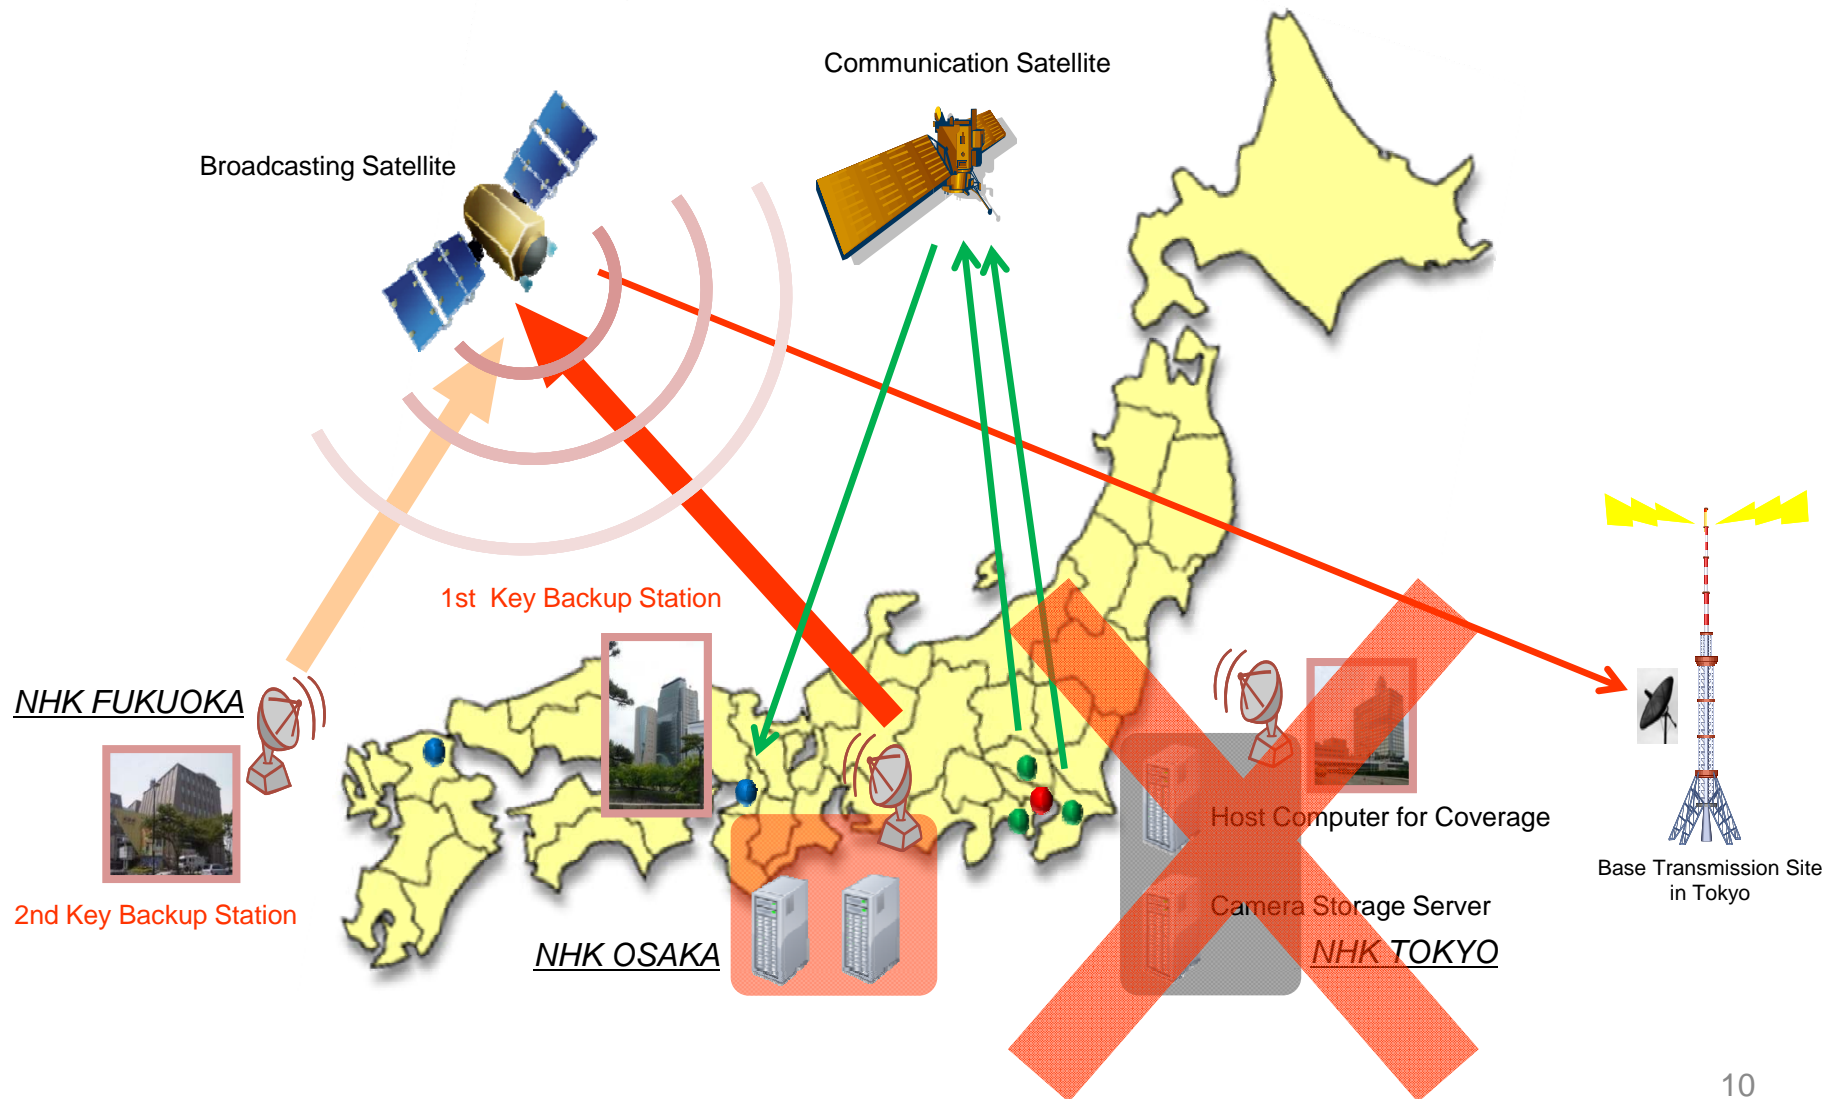 Communication Satellite
Broadcasting Satellite
1st  Key Backup Station
NHK FUKUOKA
2nd Key Backup Station
NHK OSAKA
Host Computer for Coverage
Camera Storage Server
NHK TOKYO
Base Transmission Site
in Tokyo
10